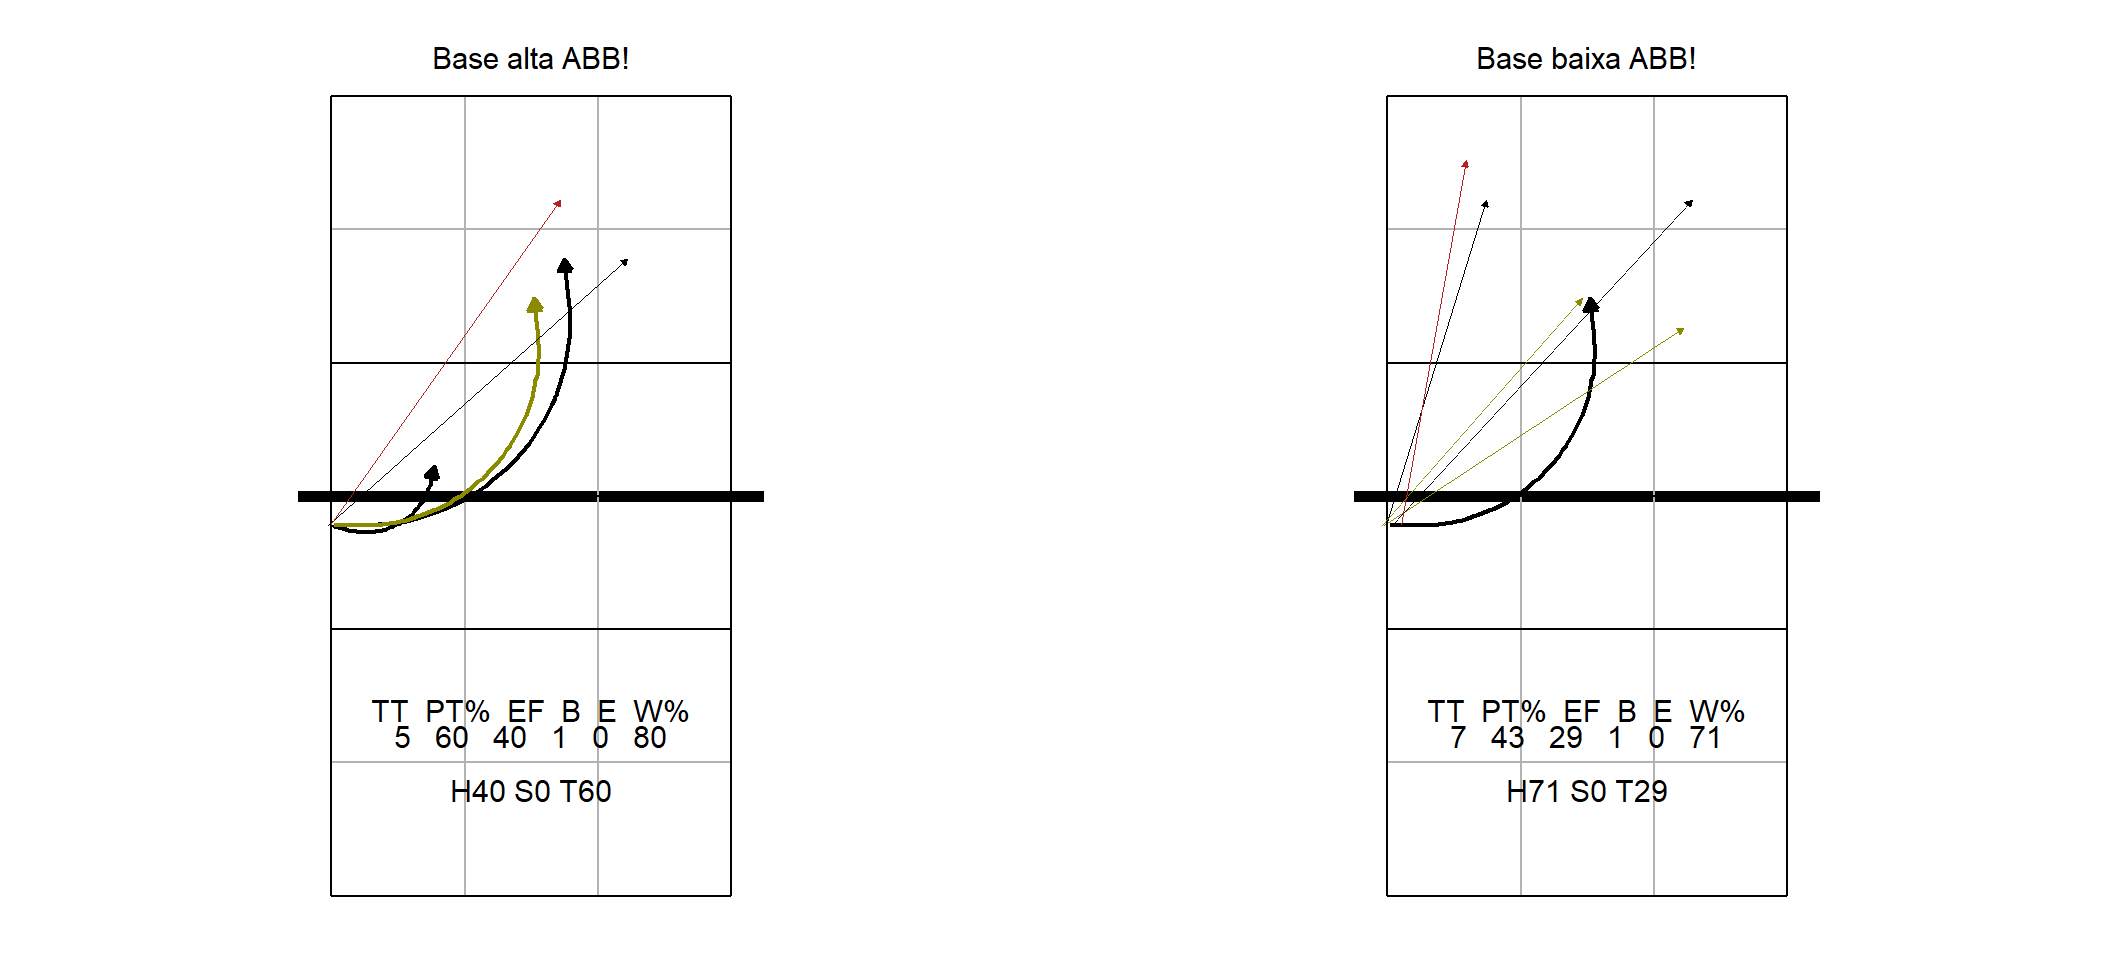 Base alta ABB!
TT PT% EF B E W%
5 60 40 1 0 80
H40 S0 T60
Base baixa ABB!
TT PT% EF B E W%
7 43 29 1 0 71
H71 S0 T29